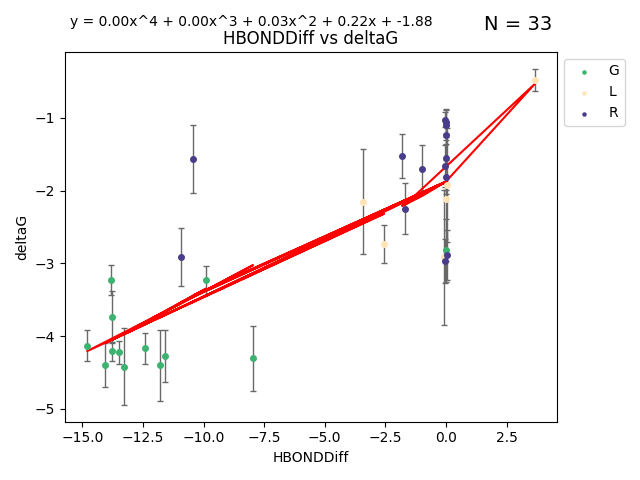 y = 0.00x^4 + 0.00x^3 + 0.03x^2 + 0.22x + -1.88
N = 33
HBONDDiff vs deltaG
G
L
R
−1
−2
−3
−4
−5
deltaG
−15.0 −12.5 −10.0 −7.5 −5.0 −2.5 0.0 2.5
HBONDDiff